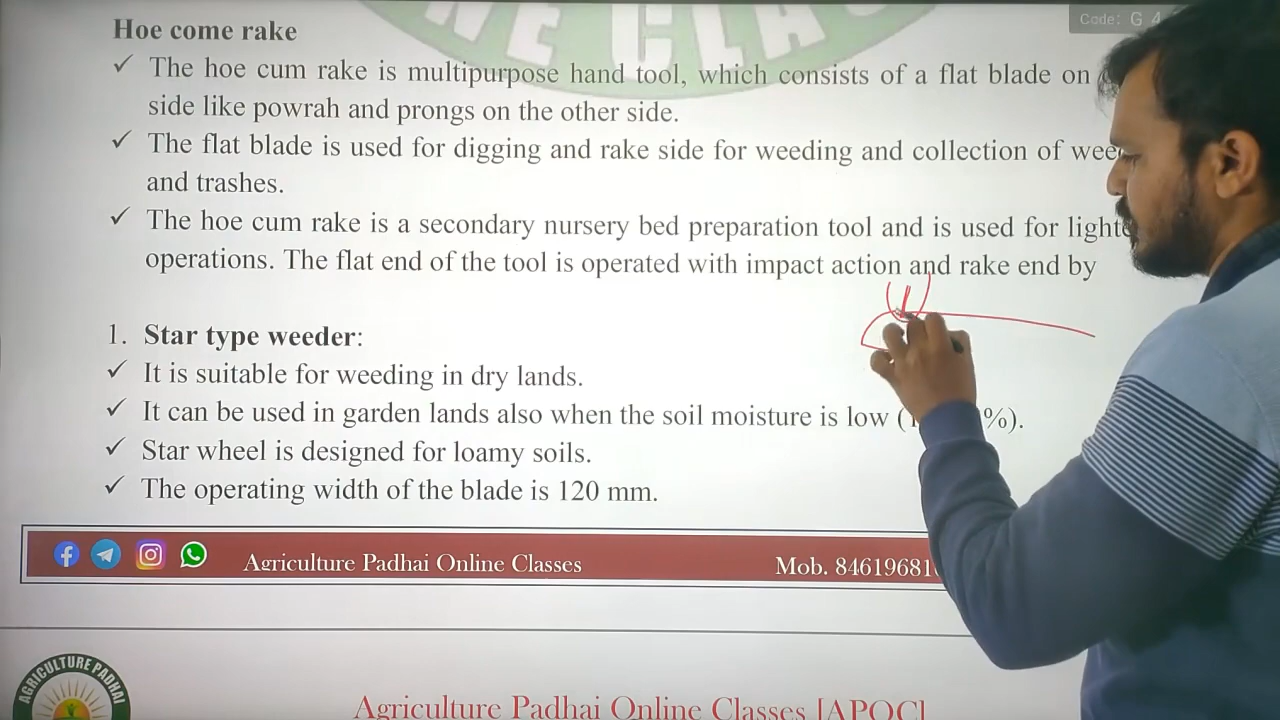 NE CLA
Code: G 4
Hoe come rake
✓ The hoe cum rake is multipurpose hand tool, which consists of a flat blade on
side like powrah and prongs on the other side.
✓ The flat blade is used for digging and rake side for weeding and collection of
and trashes.
✓ The hoe cum rake is a secondary nursery bed preparation tool and is used for
operations. The flat end of the tool is operated with impact action and rake end by
1. Star type weeder:
✓ It is suitable for weeding in dry lands.
✓ It can be used in garden lands also when the soil moisture is low ( %).
✓ Star wheel is designed for loamy soils.
✓ The operating width of the blade is 120 mm.
Agriculture Padhai Online Classes Mob. 84619681
AGRICULTURE PADHAI
Agriculture Padhai Online Classes [APOC]